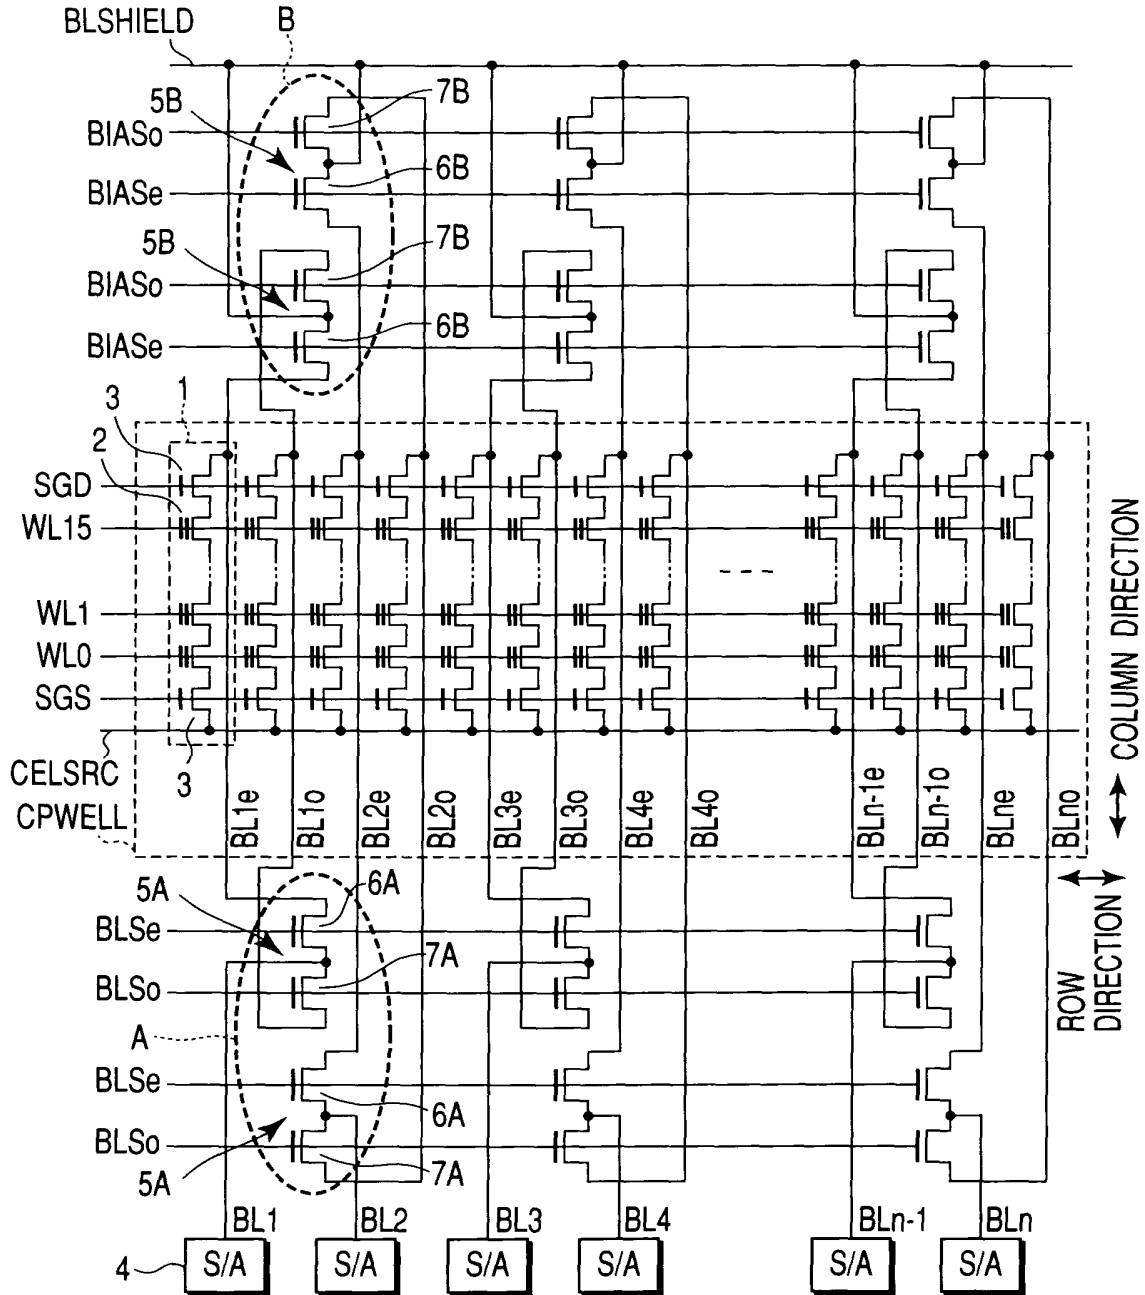 BLSHIELD
B
5B
7B
BIASo
6B
BIASe
5B
7B
BIASo
6B
BIASe
1
3
2
SGD
WL15
WL1
WL0
SGS
3
CELSRC
CPWELL
BL1e
BL1o
BL2e
BL2o
BL3e
BL3o
BL4e
BL4o
BLn-1e
BLn-1o
BLne
BLno
COLUMN DIRECTION
ROW
DIRECTION
5A
6A
BLSe
7A
BLSo
A
BLSe
6A
BLSo
5A
7A
BL1
BL2
BL3
BL4
BLn-1
BLn
4
S/A
S/A
S/A
S/A
S/A
S/A